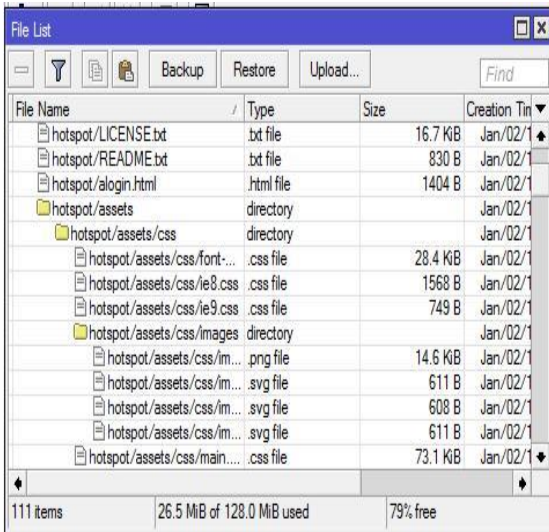 File List
Backup Restore Upload... Find
File Name / Type Size Creation Tin
hotspot/LICENSE.txt .txt file 16.7 KiB Jan/02/1
hotspot/README.txt .txt file 830 B Jan/02/1
hotspot/alogin.html .html file 1404 B Jan/02/1
hotspot/assets directory Jan/02/1
hotspot/assets/css directory Jan/02/1
hotspot/assets/css/font-... .css file 28.4 KiB Jan/02/1
hotspot/assets/css/ie8.css .css file 1568 B Jan/02/1
hotspot/assets/css/ie9.css .css file 749 B Jan/02/1
hotspot/assets/css/images directory Jan/02/1
hotspot/assets/css/im... .png file 14.6 KiB Jan/02/1
hotspot/assets/css/im... .svg file 611 B Jan/02/1
hotspot/assets/css/im... .svg file 608 B Jan/02/1
hotspot/assets/css/im... .svg file 611 B Jan/02/1
hotspot/assets/css/main.... .css file 73.1 KiB Jan/02/1
111 items 26.5 MiB of 128.0 MiB used 79% free